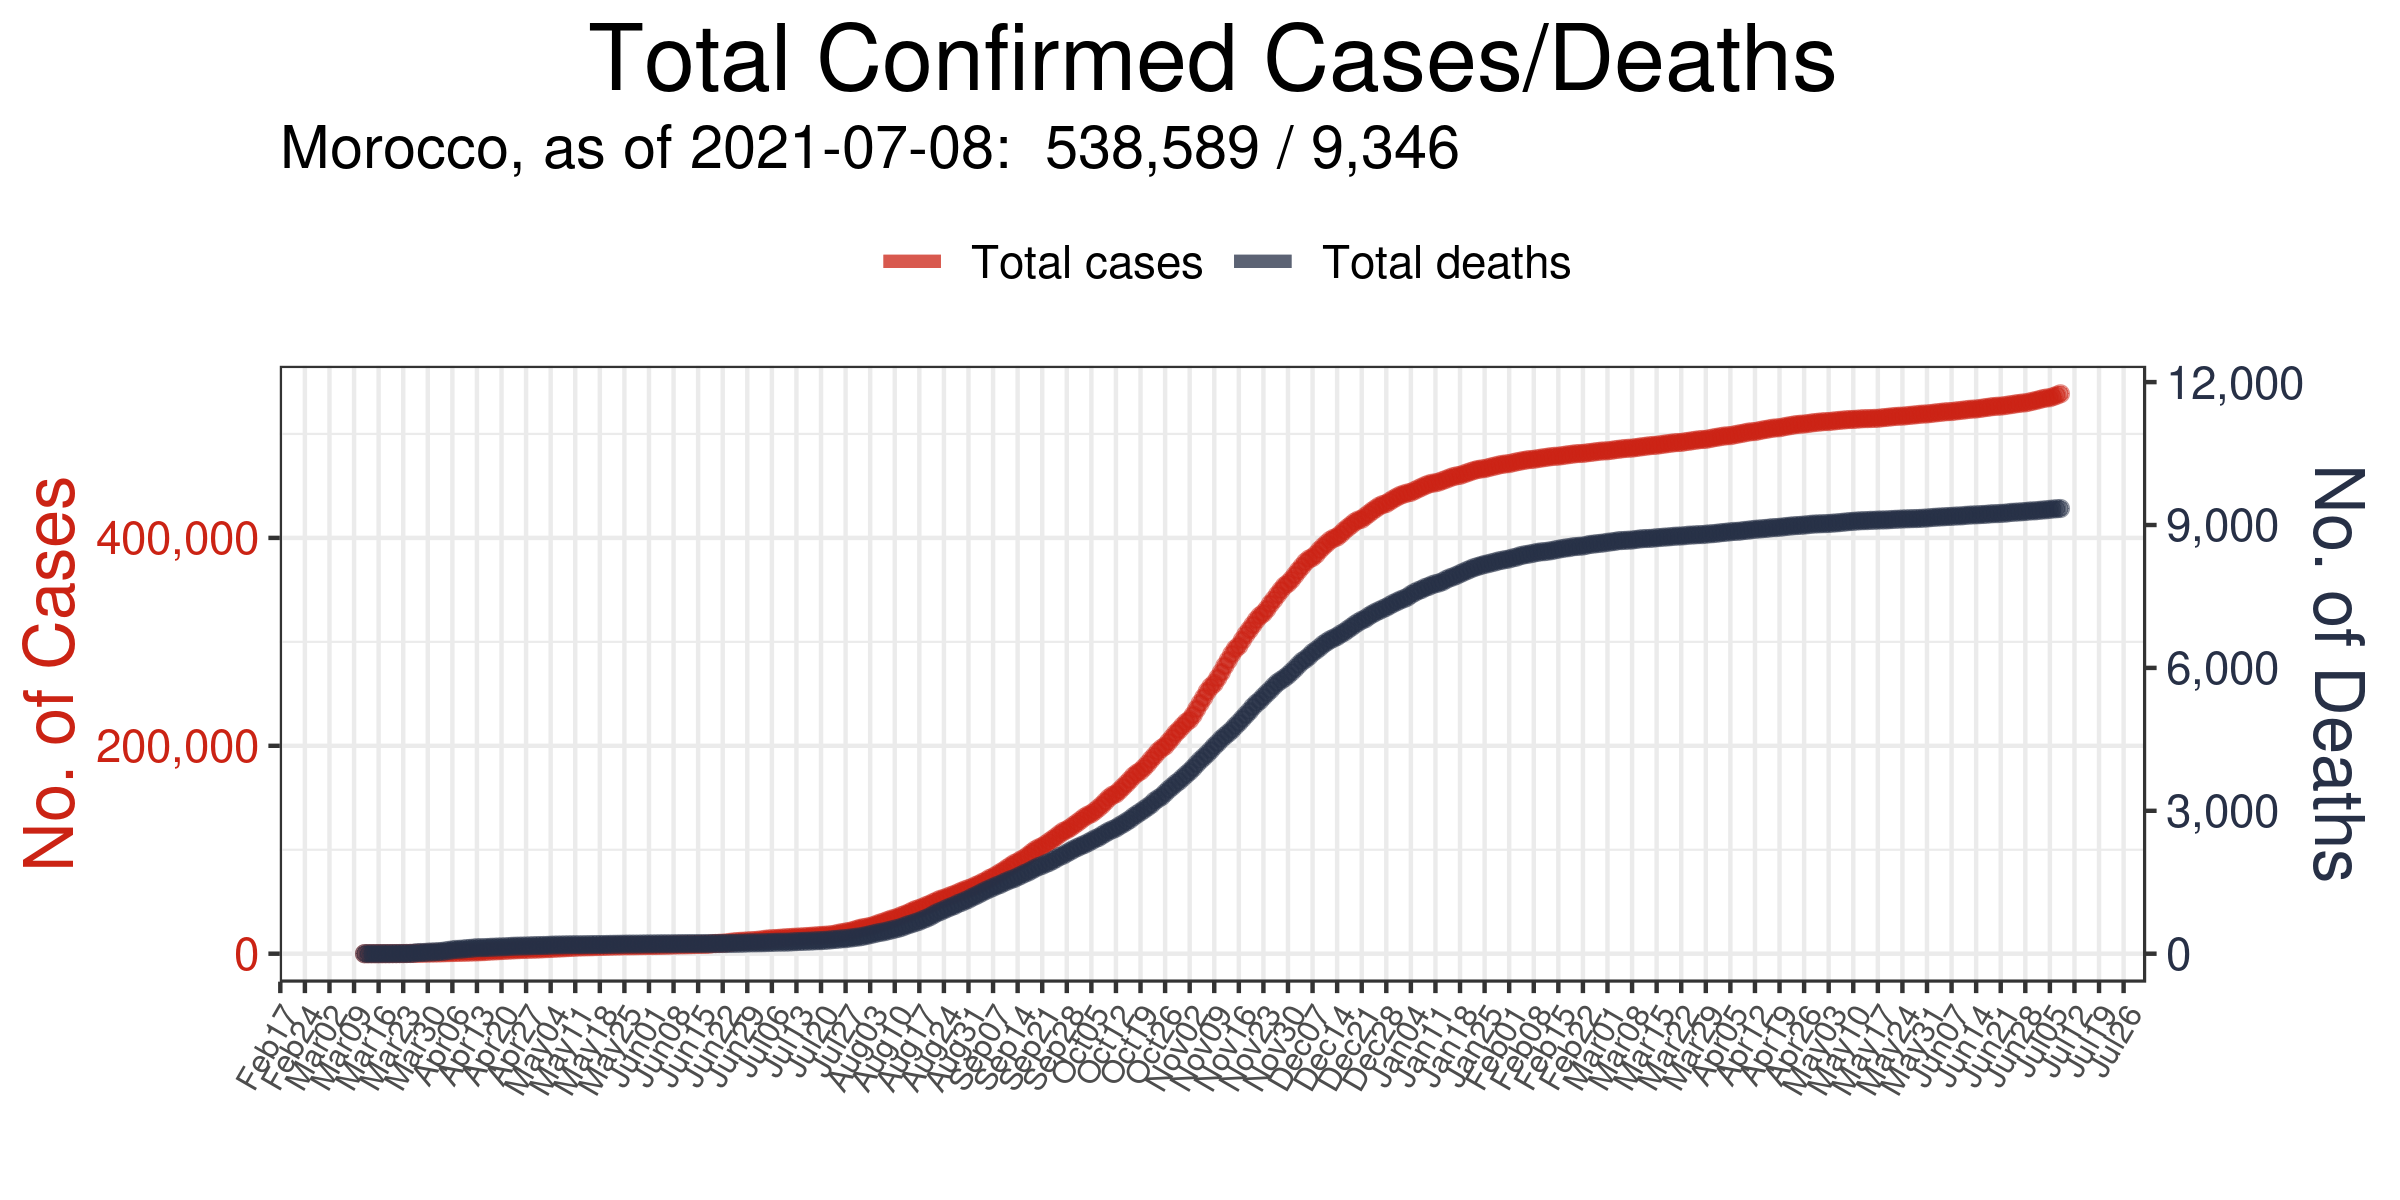 Total Confirmed Cases/Deaths
Morocco, as of 2021-07-08:  538,589 / 9,346
Total cases
Total deaths
No. of Cases
400,000
200,000
0
12,000
9,000
6,000
3,000
0
No. of Deaths
Feb17
Feb24
Mar02
Mar09
Mar16
Mar23
Mar30
Apr06
Apr13
Apr20
Apr27
May04
May11
May18
May25
Jun01
Jun08
Jun15
Jun22
Jun29
Jul06
Jul13
Jul20
Jul27
Aug03
Aug10
Aug17
Aug24
Aug31
Sep07
Sep14
Sep21
Sep28
Oct05
Oct12
Oct19
Oct26
Nov02
Nov09
Nov16
Nov23
Nov30
Dec07
Dec14
Dec21
Dec28
Jan04
Jan11
Jan18
Jan25
Feb01
Feb08
Feb15
Feb22
Mar01
Mar08
Mar15
Mar22
Mar29
Apr05
Apr12
Apr19
Apr26
May03
May10
May17
May24
May31
Jun07
Jun14
Jun21
Jun28
Jul05
Jul12
Jul19
Jul26